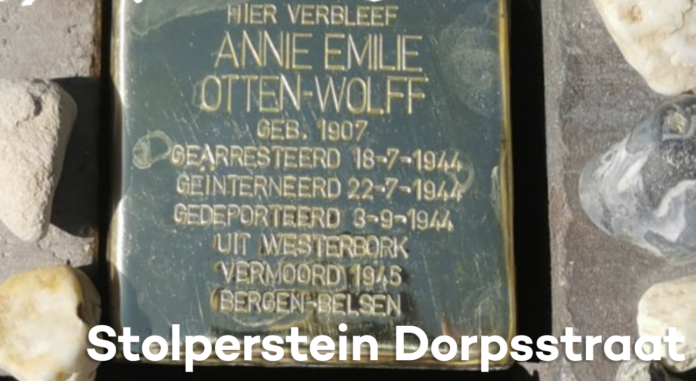 HIER VERBLEEF
ANNIE EMILIE
OTTEN-WOLFF
GEB. 1907
GEARRESTEERD 18-7-1944
GEÏNTERNEERD 22-7-1944
GEDEPORTEERD 3-9-1944
UIT WESTERBORK
VERMOORD 1945
BERGEN-BELSEN
Stolperstein Dorpsstraat